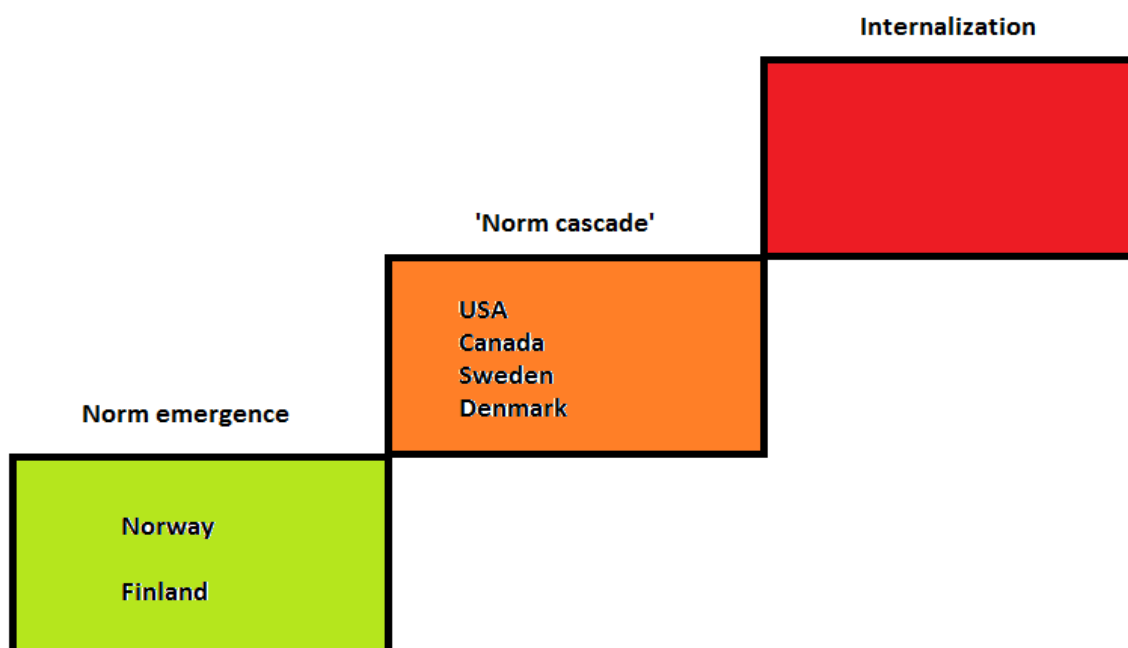 Internalization
'Norm cascade'
USA
Canada
Sweden
Denmark
Norm emergence
Norway
Finland